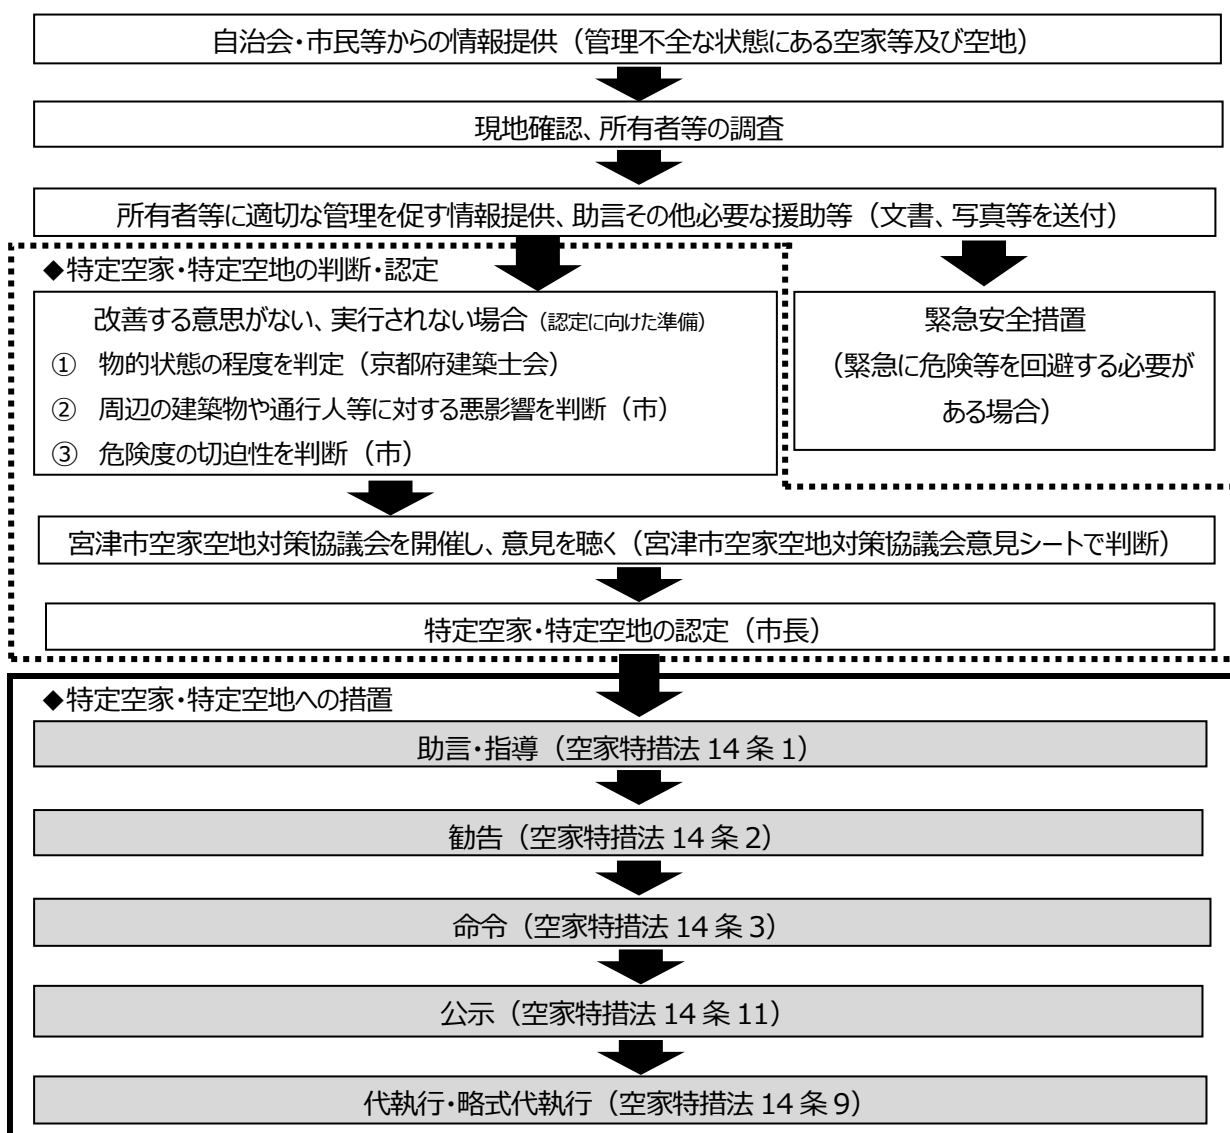 自治会・市民等からの情報提供（管理不全な状態にある空家等及び空地）
現地確認、所有者等の調査
所有者等に適切な管理を促す情報提供、助言その他必要な援助等（文書、写真等を送付）
◆特定空家・特定空地の判断・認定
改善する意思がない、実行されない場合（認定に向けた準備）
① 物的状態の程度を判定（京都府建築士会）
② 周辺の建築物や通行人等に対する悪影響を判断（市）
③ 危険度の切迫性を判断（市）
緊急安全措置
（緊急に危険等を回避する必要が
ある場合）
宮津市空家空地対策協議会を開催し、意見を聴く（宮津市空家空地対策協議会意見シートで判断）
特定空家・特定空地の認定（市長）
◆特定空家・特定空地への措置
助言・指導（空家特措法 14 条 1）
勧告（空家特措法 14 条 2）
命令（空家特措法 14 条 3）
公示（空家特措法 14 条 11）
代執行・略式代執行（空家特措法 14 条 9）